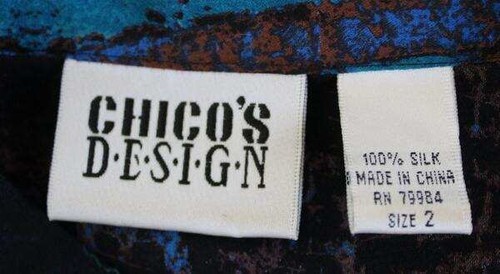 CHICO'S
D·E·S·I·G·N
100% SILK
MADE IN CHINA
RN 79984
SIZE 2